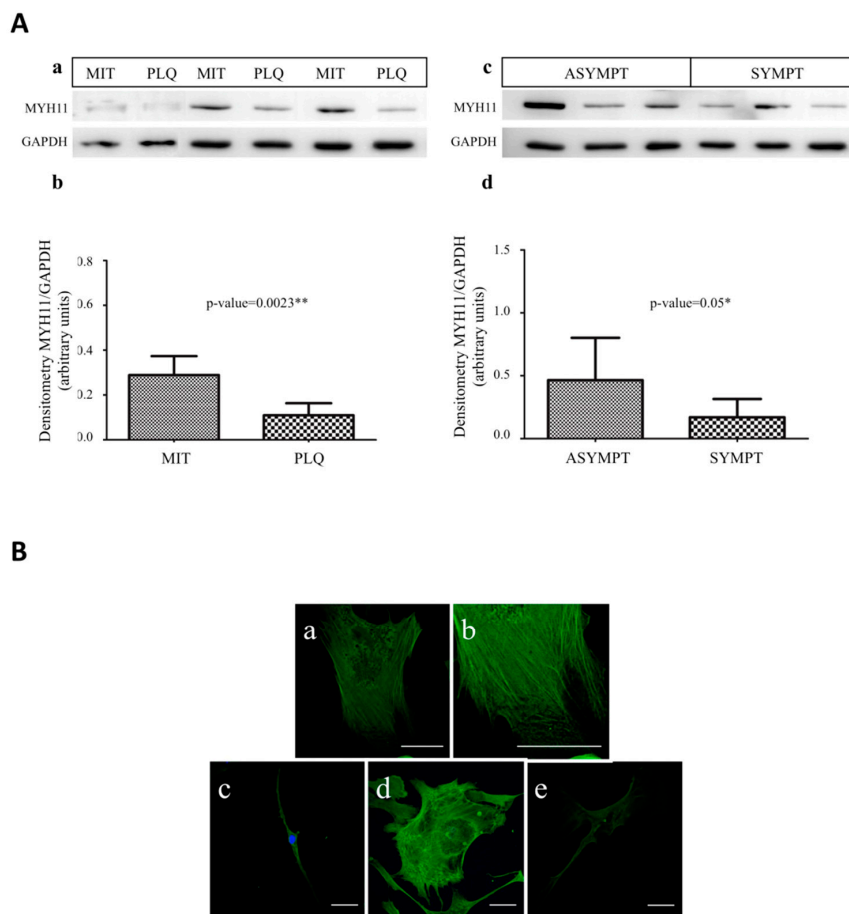 A
a
MIT PLQ MIT PLQ MIT PLQ
MYH11
GAPDH
c
ASYMPT SYMPT
MYH11
GAPDH
b
Densitometry MYH11/GAPDH
(arbitrary units)
0.8
0.6
0.4
0.2
0.0
p-value=0.0023**
MIT PLQ
d
Densitometry MYH11/GAPDH
(arbitrary units)
1.5
1.0
0.5
0.0
p-value=0.05*
ASYMPT SYMPT
B
a
b
c
d
e